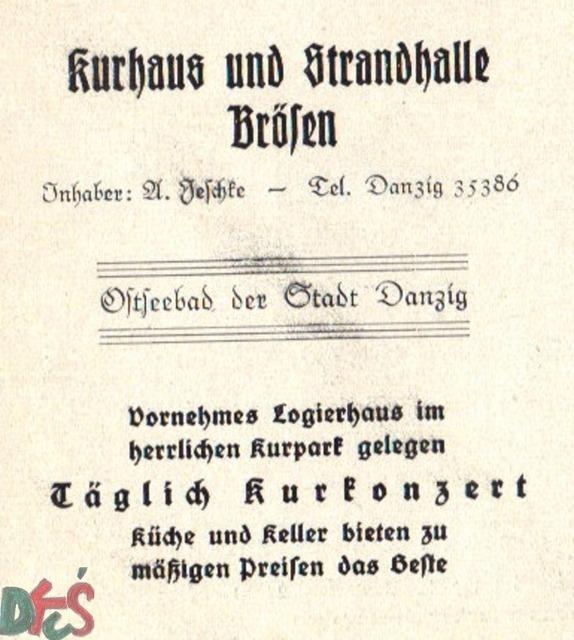 Kurhaus und Strandhalle
Brösen
Inhaber: A. Jeschke — Tel. Danzig 35386
Ostseebad der Stadt Danzig
Vornehmes Logierhaus im
herrlichen Kurpark gelegen
Täglich Kurkonzert
Küche und Keller bieten zu
mäßigen Preisen das Beste